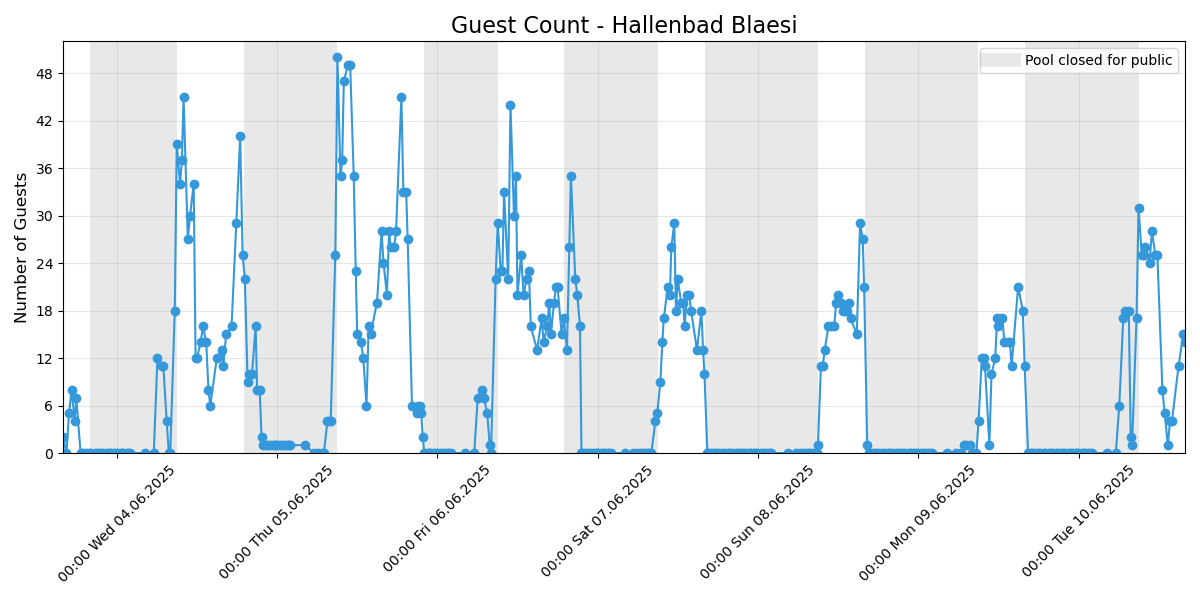 Guest Count - Hallenbad Blaesi
Pool closed for public
Number of Guests
48
42
36
30
24
18
12
6
0
00:00 Wed 04.06.2025
00:00 Thu 05.06.2025
00:00 Fri 06.06.2025
00:00 Sat 07.06.2025
00:00 Sun 08.06.2025
00:00 Mon 09.06.2025
00:00 Tue 10.06.2025